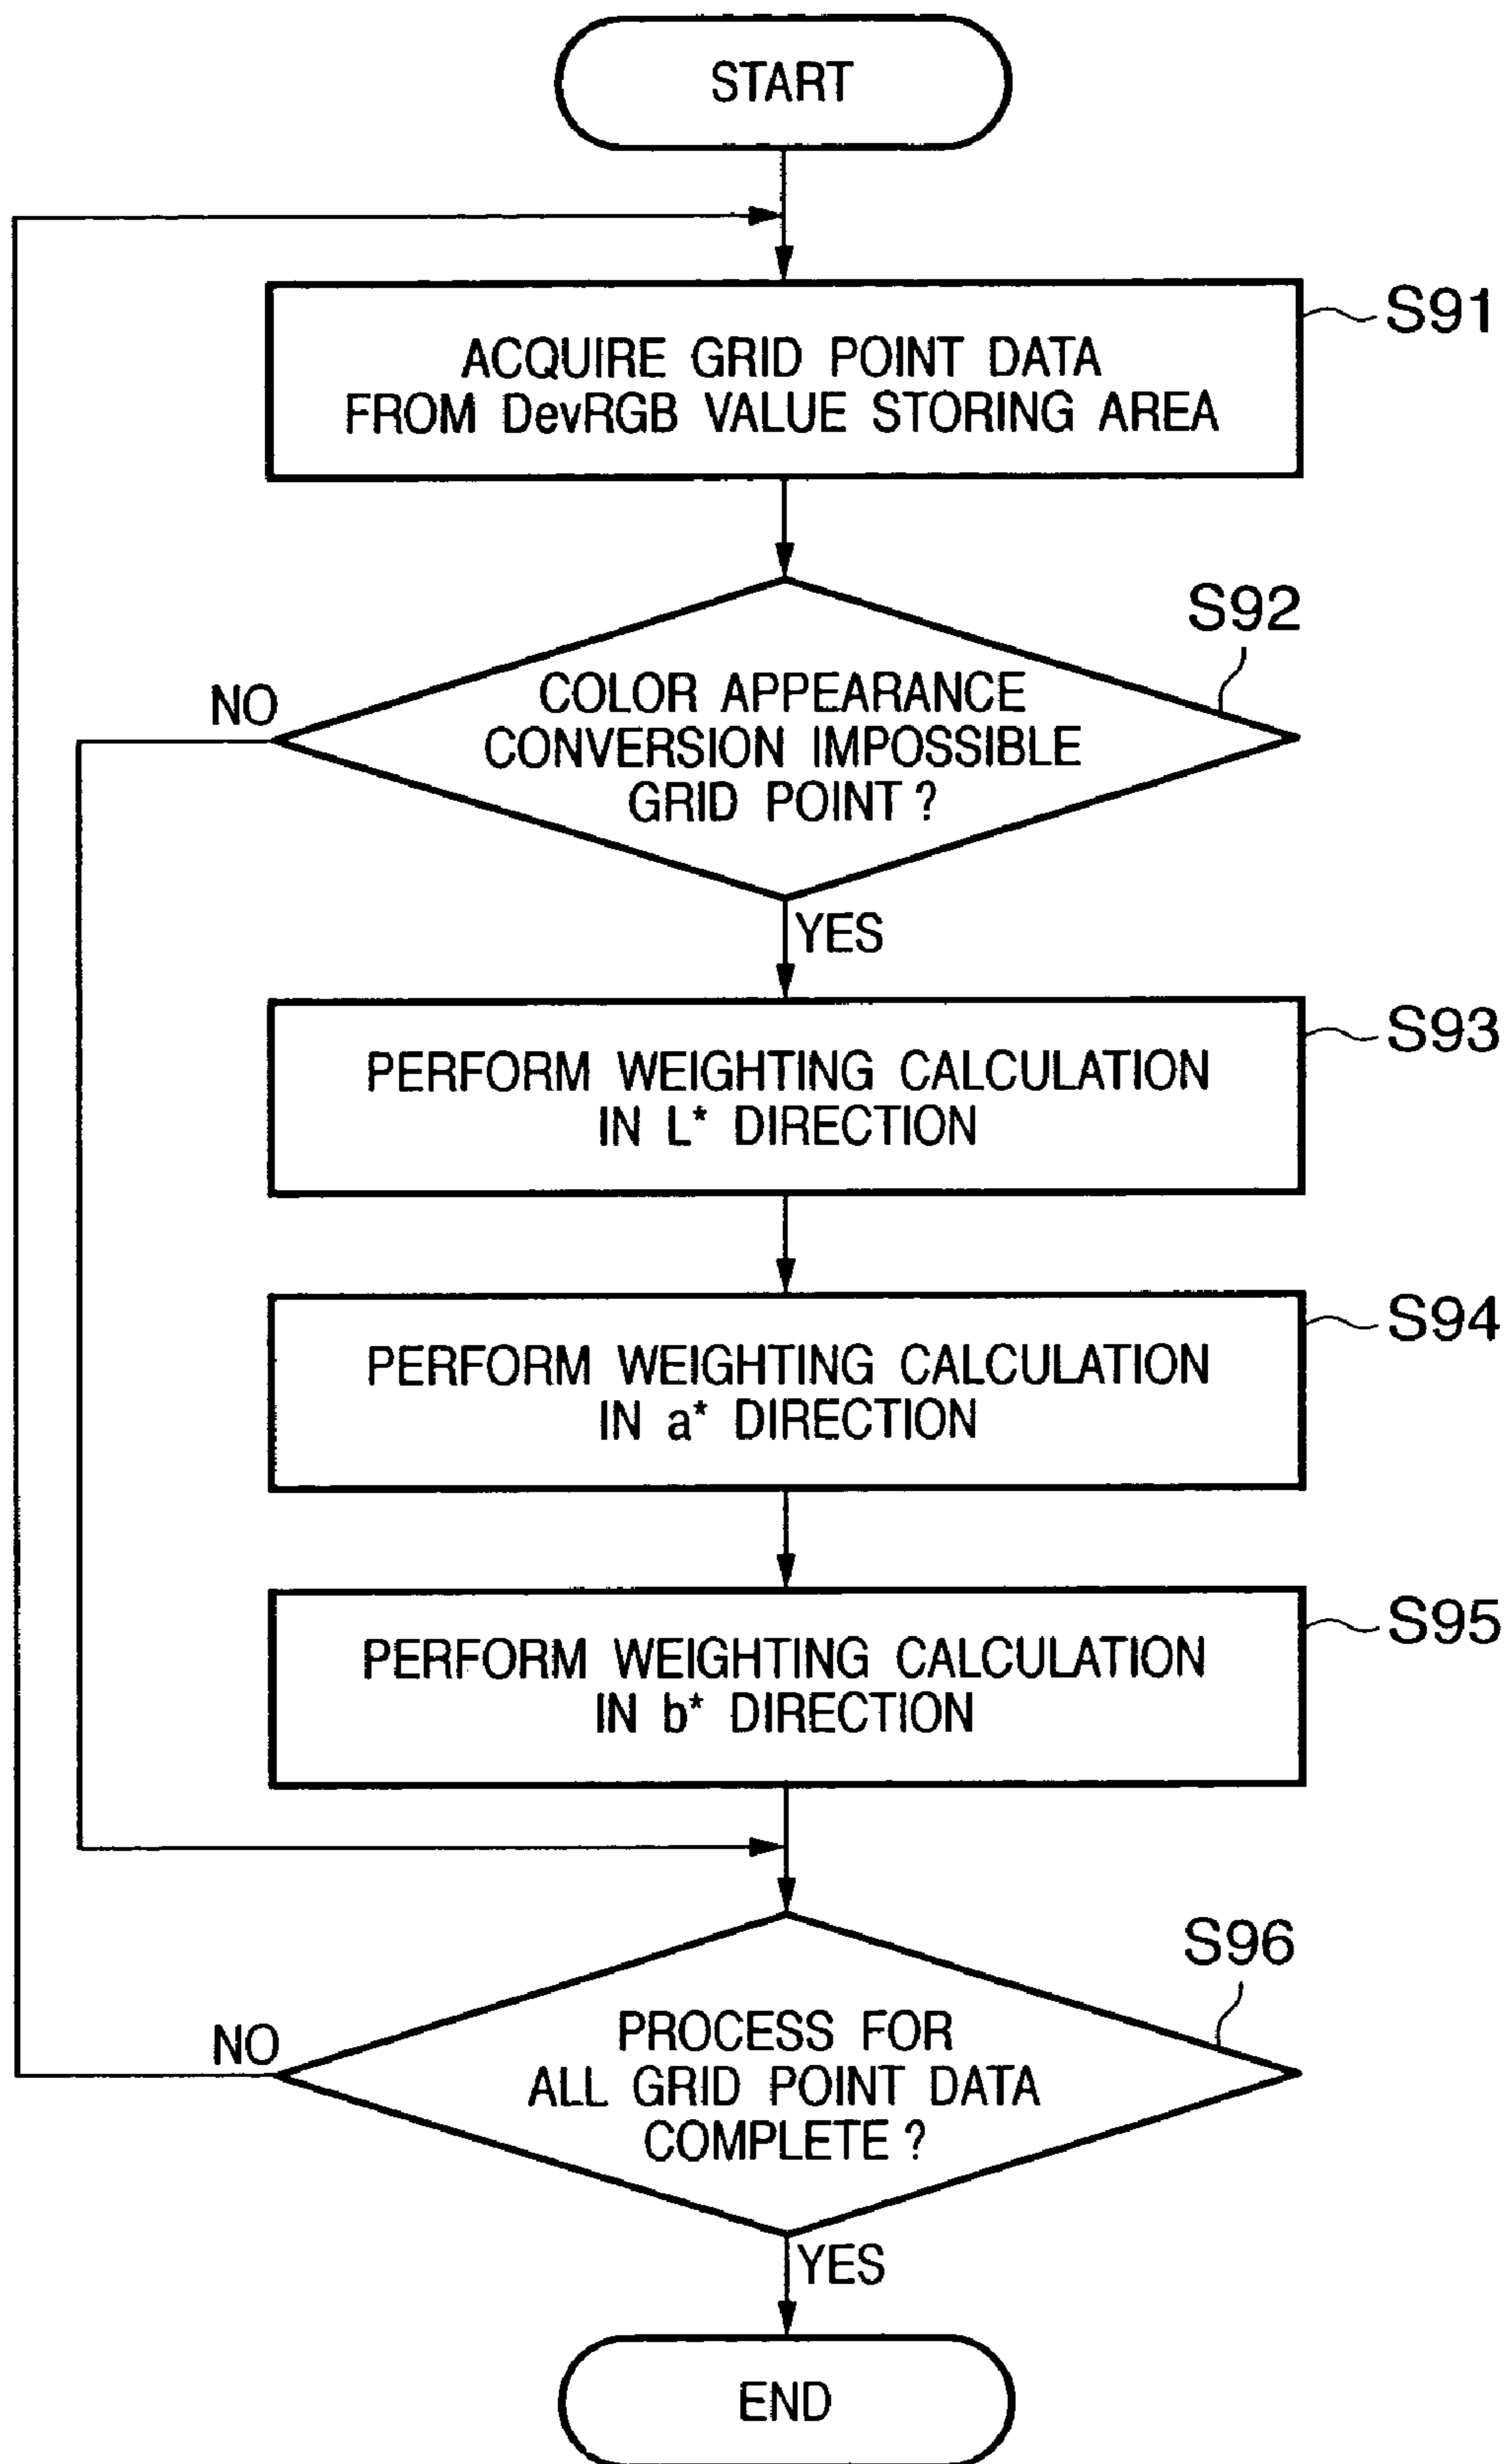 START
ACQUIRE GRID POINT DATA
FROM DevRGB VALUE STORING AREA
S91
S92
NO
COLOR APPEARANCE
CONVERSION IMPOSSIBLE
GRID POINT ?
YES
PERFORM WEIGHTING CALCULATION
IN L* DIRECTION
S93
PERFORM WEIGHTING CALCULATION
IN a* DIRECTION
S94
PERFORM WEIGHTING CALCULATION
IN b* DIRECTION
S95
S96
NO
PROCESS FOR
ALL GRID POINT DATA
COMPLETE ?
YES
END